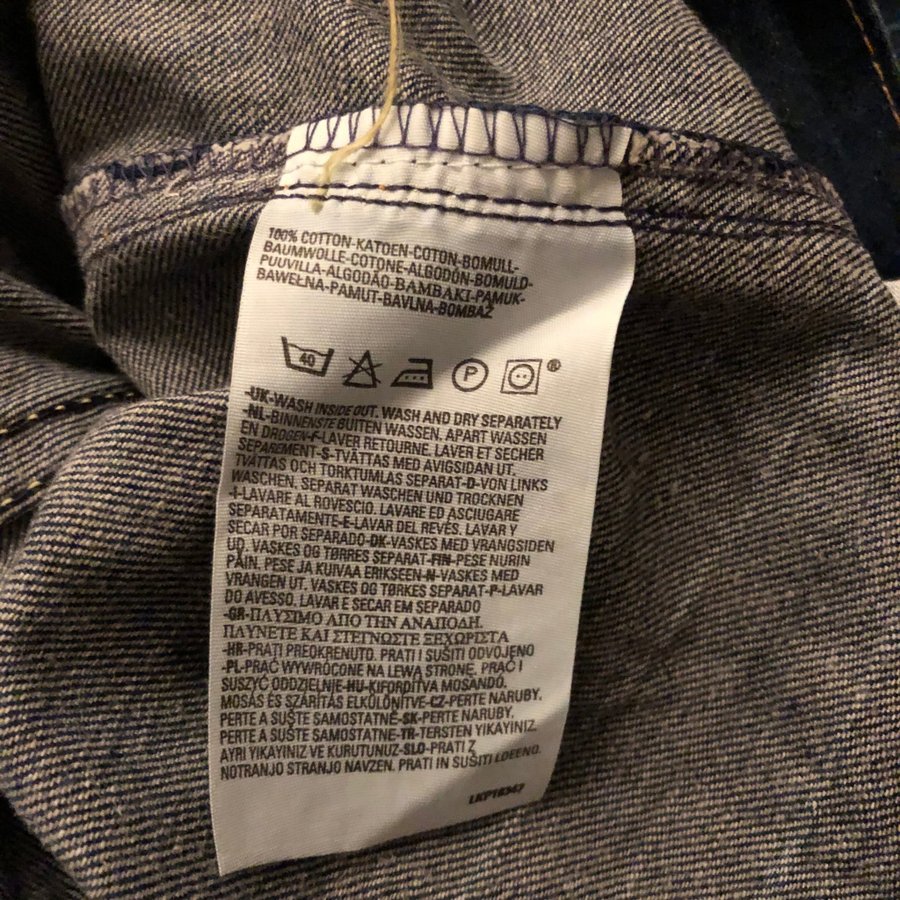 100% COTTON-KATOEN-COTON-BOMULL-
BAUMWOLLE-COTONE-ALGODÓN-BOMULD-
PUUVILLA-ALGODÃO-BAMBAKI-PAMUK-
BAWEŁNA-PAMUT-BAVLNA-BOMBAŽ
40 P ®
-UK-WASH INSIDE OUT. WASH AND DRY SEPARATELY
-NL-BINNENSTE BUITEN WASSEN. APART WASSEN
EN DROGEN-F-LAVER RETOURNE. LAVER ET SECHER
SEPAREMENT-S-TVÄTTAS MED AVIGSIDAN UT.
TVÄTTAS OCH TORKTUMLAS SEPARAT-D-VON LINKS
WASCHEN. SEPARAT WASCHEN UND TROCKNEN
-I-LAVARE AL ROVESCIO. LAVARE ED ASCIUGARE
SEPARATAMENTE-E-LAVAR DEL REVÉS. LAVAR Y
SECAR POR SEPARADO-DK-VASKES MED VRANGSIDEN
UD. VASKES OG TØRRES SEPARAT-FIN-PESE NURIN
PÄIN. PESE JA KUIVAA ERIKSEEN-N-VASKES MED
VRANGEN UT. VASKES OG TØRKES SEPARAT-P-LAVAR
DO AVESSO. LAVAR E SECAR EM SEPARADO
-GR-ΠΛΥΣΙΜΟ ΑΠΟ ΤΗΝ ΑΝΑΠΟΔΗ.
ΠΛΥΝΕΤΕ ΚΑΙ ΣΤΕΓΝΩΣΤΕ ΞΕΧΩΡΙΣΤΑ
-HR-PRATI PREOKRENUTO. PRATI I SUŠITI ODVOJENO
-PL-PRAĆ WYWRÓCONE NA LEWĄ STRONĘ. PRAĆ I
SUSZYĆ ODDZIELNIE-HU-KIFORDÍTVA MOSANDÓ.
MOSÁS ÉS SZÁRÍTÁS ELKÜLÖNÍTVE-CZ-PERTE NARUBY.
PERTE A SUŠTE SAMOSTATNĚ-SK-PERTE NARUBY.
PERTE A SUŠTE SAMOSTATNE-TR-TERSTEN YIKAYINIZ.
AYRI YIKAYINIZ VE KURUTUNUZ-SLO-PRATI Z
NOTRANJO STRANJO NAVZEN. PRATI IN SUŠITI LOEENO.
LKP18347